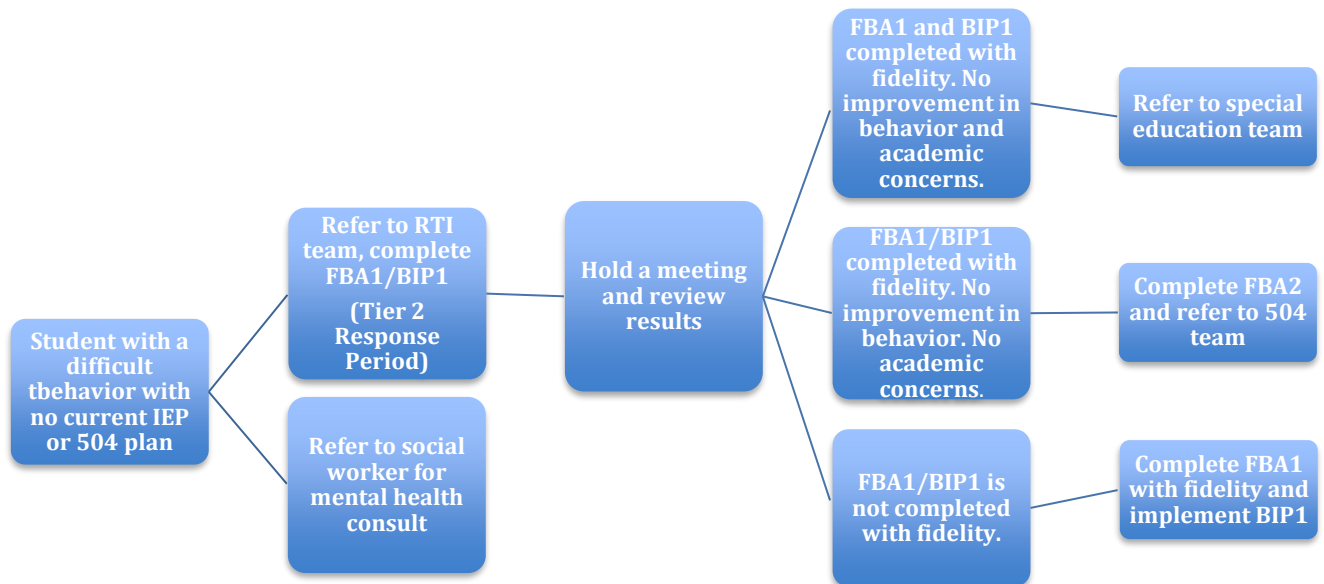 Student with a
difficult
tbehavior with
no current IEP
or 504 plan
Refer to RTI
team, complete
FBA1/BIP1
(Tier 2
Response
Period)
Refer to social
worker for
mental health
consult
Hold a meeting
and review
results
FBA1 and BIP1
completed with
fidelity. No
improvement in
behavior and
academic
concerns.
Refer to special
education team
FBA1/BIP1
completed with
fidelity. No
improvement in
behavior. No
academic
concerns.
Complete FBA2
and refer to 504
team
FBA1/BIP1 is
not completed
with fidelity.
Complete FBA1
with fidelity and
implement BIP1